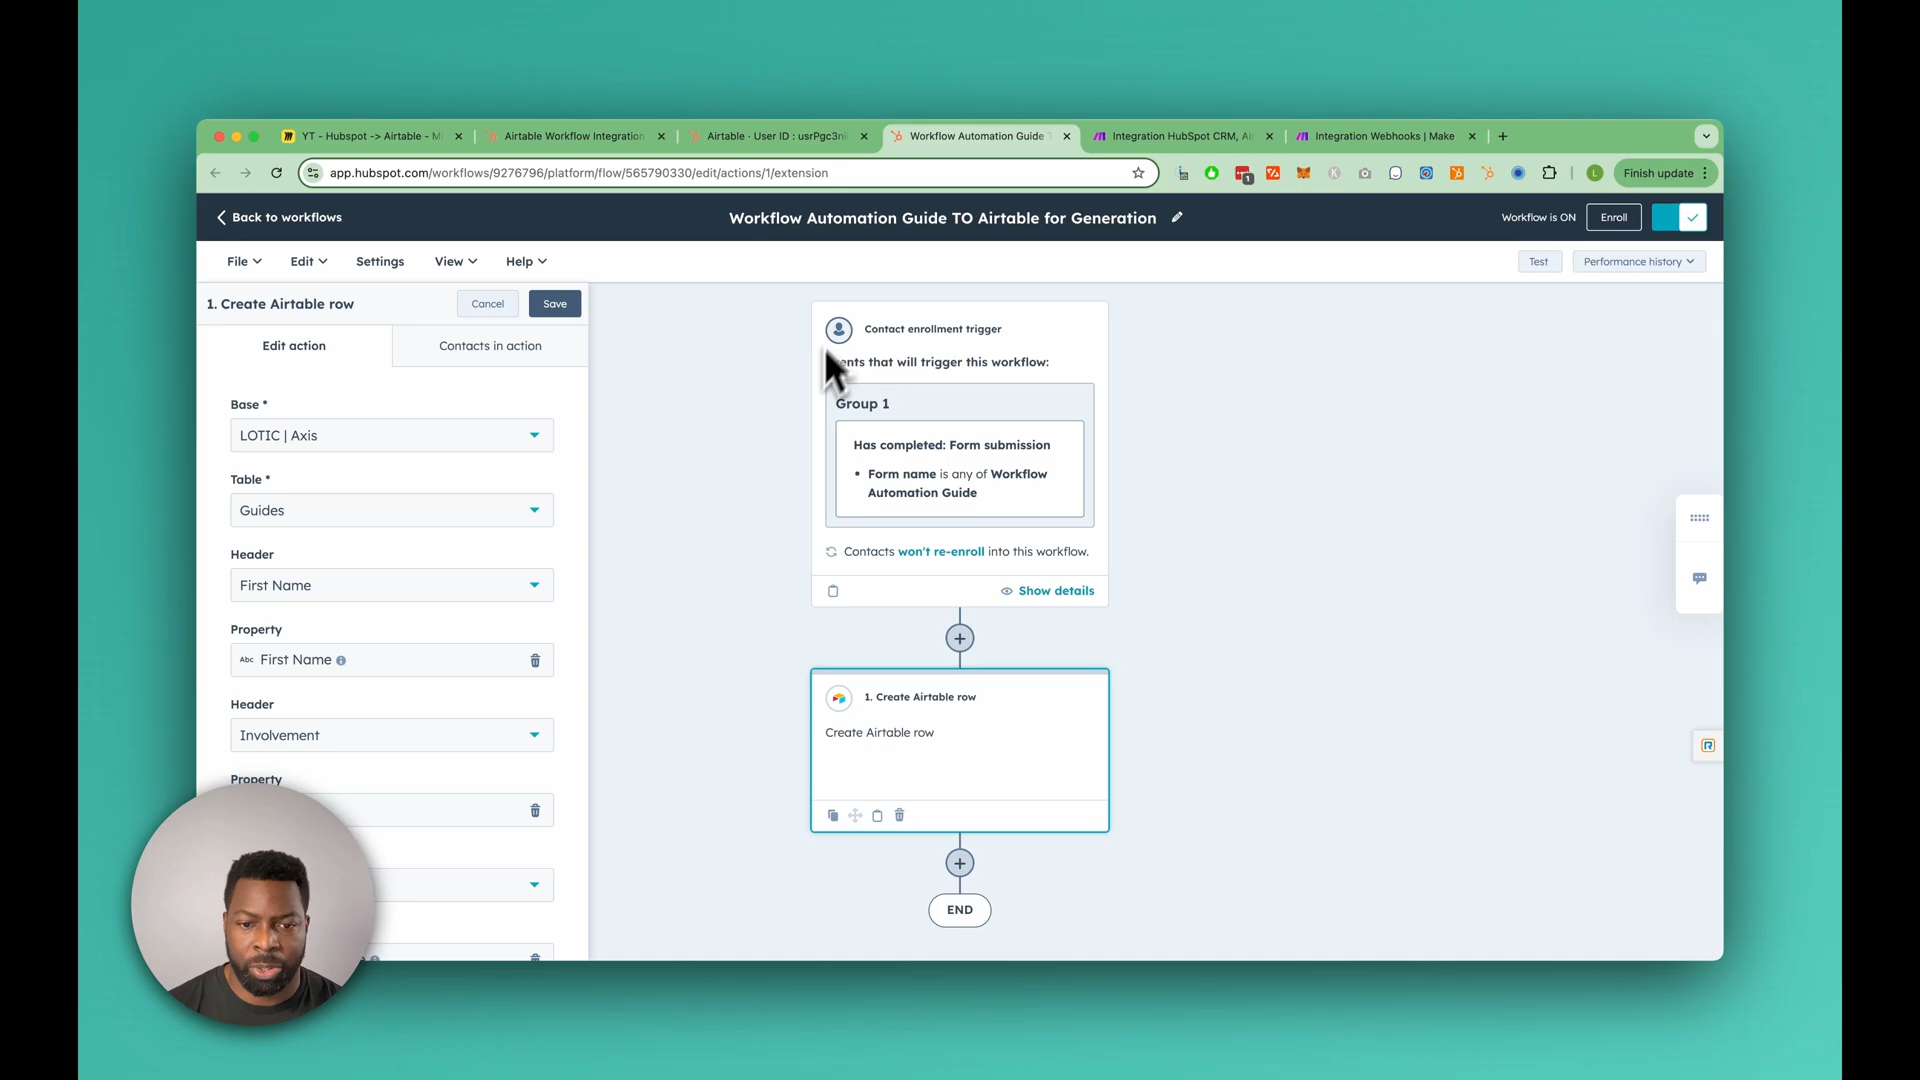 YT - Hubspot -> Airtable - M
Airtable Workflow Integration
Airtable · User ID : usrPgc3ni
Workflow Automation Guide T
Integration HubSpot CRM, Air
Integration Webhooks | Make
app.hubspot.com/workflows/9276796/platform/flow/565790330/edit/actions/1/extension
1
K
L
Finish update
Back to workflows
Workflow Automation Guide TO Airtable for Generation
Workflow is ON
Enroll
File
Edit
Settings
View
Help
Test
Performance history
1. Create Airtable row
Cancel
Save
Edit action
Contacts in action
Base *
LOTIC | Axis
Table *
Guides
Header
First Name
Property
Abc First Name
Header
Involvement
Property
Contact enrollment trigger
ents that will trigger this workflow:
Group 1
Has completed: Form submission
• Form name is any of Workflow
Automation Guide
Contacts won't re-enroll into this workflow.
Show details
1. Create Airtable row
Create Airtable row
END